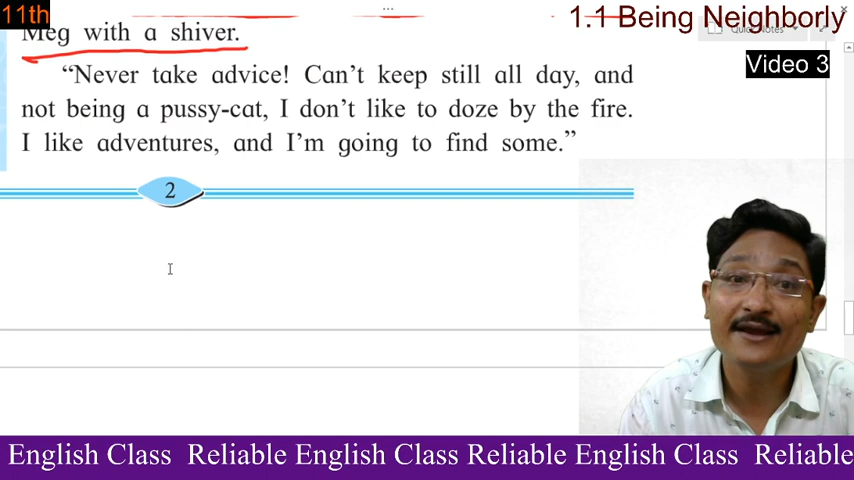 11th
1.1 Being Neighborly
Quick Notes
Video 3
Meg with a shiver.
“Never take advice! Can’t keep still all day, and
not being a pussy-cat, I don’t like to doze by the fire.
I like adventures, and I’m going to find some.”
2
English Class Reliable English Class Reliable English Class Reliable